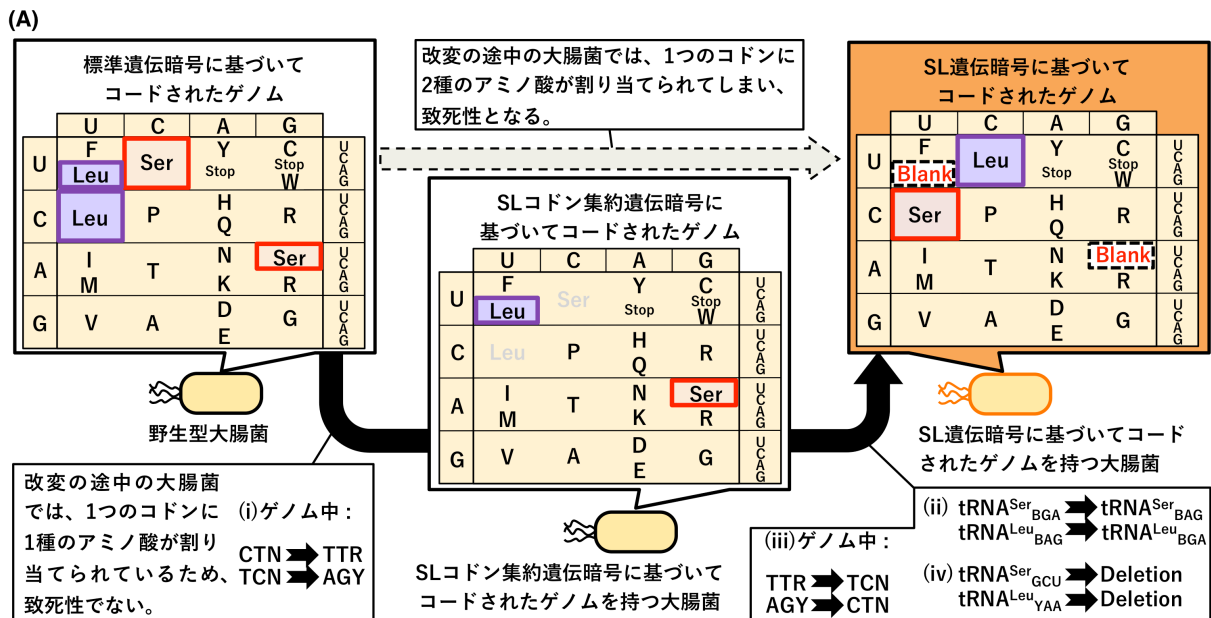 (A)
標準遺伝暗号に基づいて
コードされたゲノム
U C A G
U F Leu Ser Y Stop C Stop W UCAG
C Leu P H Q R UCAG
A I M T N K Ser R UCAG
G V A D E G UCAG
野生型大腸菌
改変の途中の大腸菌では、1つのコドンに
2種のアミノ酸が割り当てられてしまい、
致死性となる。
SLコドン集約遺伝暗号に
基づいてコードされたゲノム
U C A G
U F Leu Ser Y Stop C Stop W UCAG
C Leu P H Q R UCAG
A I M T N K Ser R UCAG
G V A D E G UCAG
SLコドン集約遺伝暗号に基づいて
コードされたゲノムを持つ大腸菌
SL遺伝暗号に基づいて
コードされたゲノム
U C A G
U F Blank Leu Y Stop C Stop W UCAG
C Ser P H Q R UCAG
A I M T N K Blank R UCAG
G V A D E G UCAG
SL遺伝暗号に基づいてコード
されたゲノムを持つ大腸菌
改変の途中の大腸菌
では、1つのコドンに
1種のアミノ酸が割り
当てられているため、
致死性でない。
(i)ゲノム中:
CTN TTR
TCN AGY
(ii) tRNA^Ser_BGA tRNA^Ser_BAG
tRNA^Leu_BAG tRNA^Leu_BGA
(iii)ゲノム中:
TTR TCN
AGY CTN
(iv) tRNA^Ser_GCU Deletion
tRNA^Leu_YAA Deletion